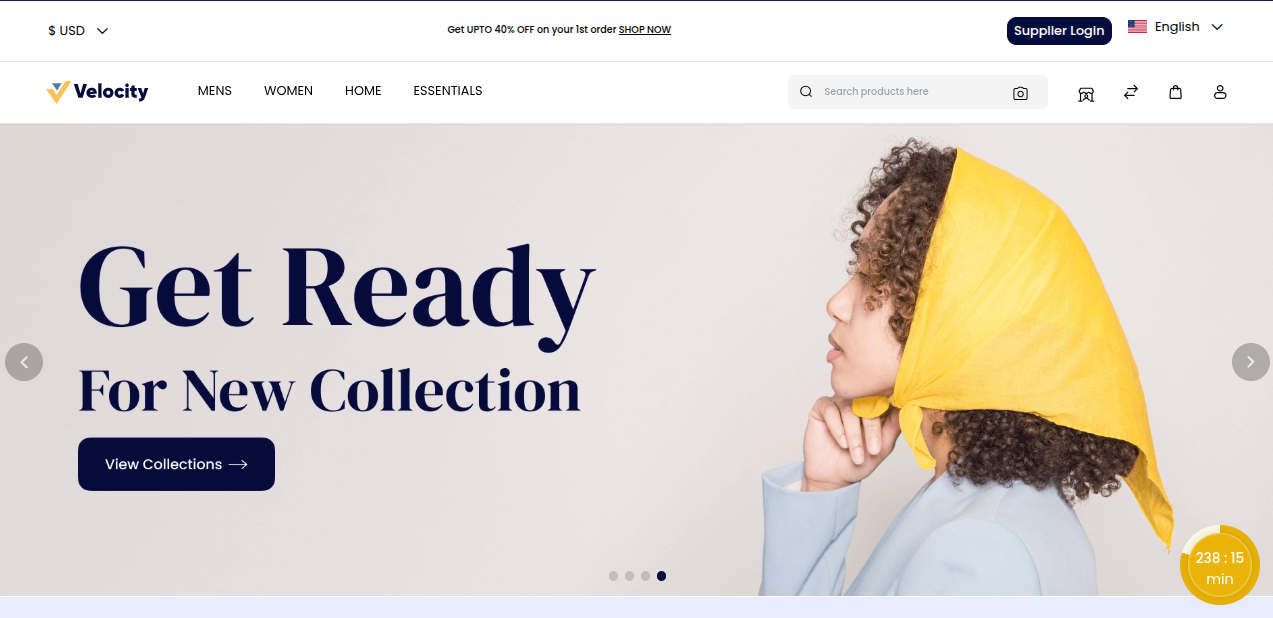 $ USD
Get UPTO 40% OFF on your 1st order SHOP NOW
Supplier Login
English
Velocity
MENS
WOMEN
HOME
ESSENTIALS
Search products here
Get Ready
For New Collection
View Collections
238 : 15
min